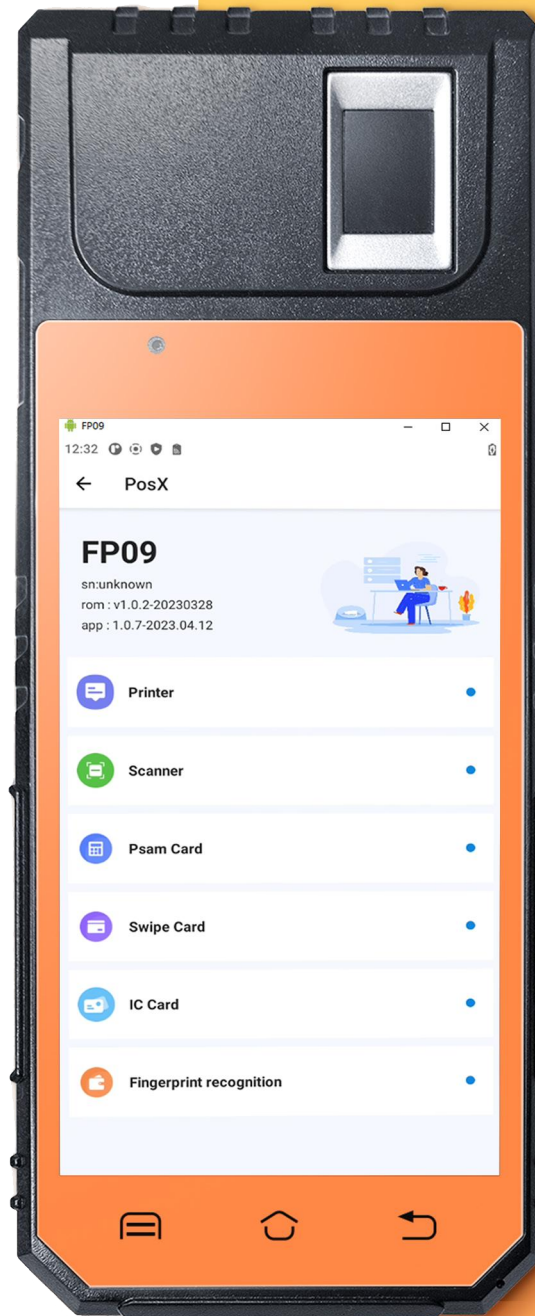 FP09
12:32
PosX
FP09
sn:unknown
rom : v1.0.2-20230328
app : 1.0.7-2023.04.12
Printer
Scanner
Psam Card
Swipe Card
IC Card
Fingerprint recognition